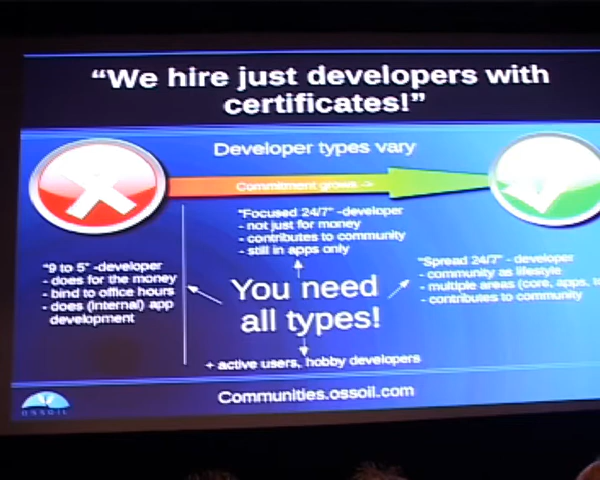 “We hire just developers with
certificates!”
Developer types vary
Commitment grows ->
"Focused 24/7" -developer
- not just for money
- contributes to community
- still in apps only
"9 to 5" -developer
- does for the money
- bind to office hours
- does (internal) app
development
"Spread 24/7" - developer
- community as lifestyle
- multiple areas (core, apps,
- contributes to community
You need
all types!
+ active users, hobby developers
Communities.ossoil.com
OSSOIL